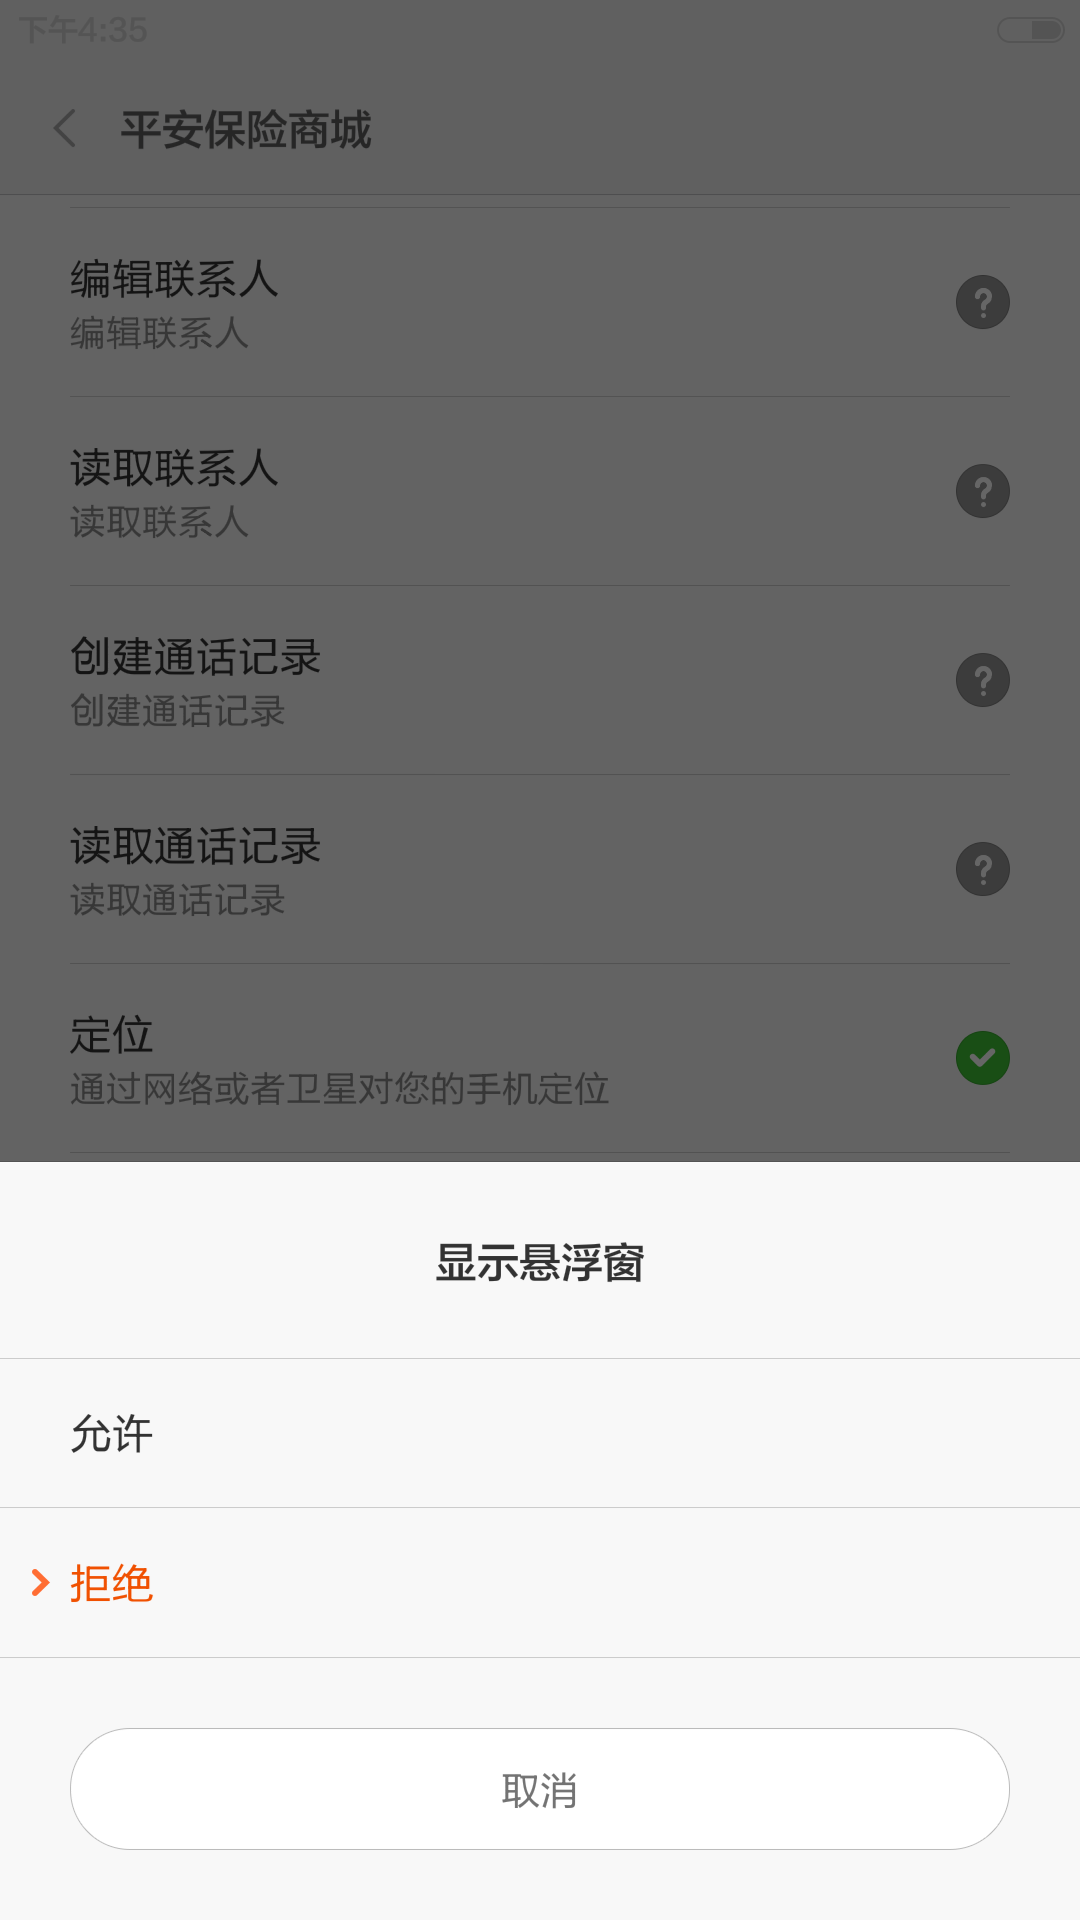 下午4:35
平安保险商城
编辑联系人
编辑联系人
读取联系人
读取联系人
创建通话记录
创建通话记录
读取通话记录
读取通话记录
定位
通过网络或者卫星对您的手机定位
显示悬浮窗
允许
拒绝
取消